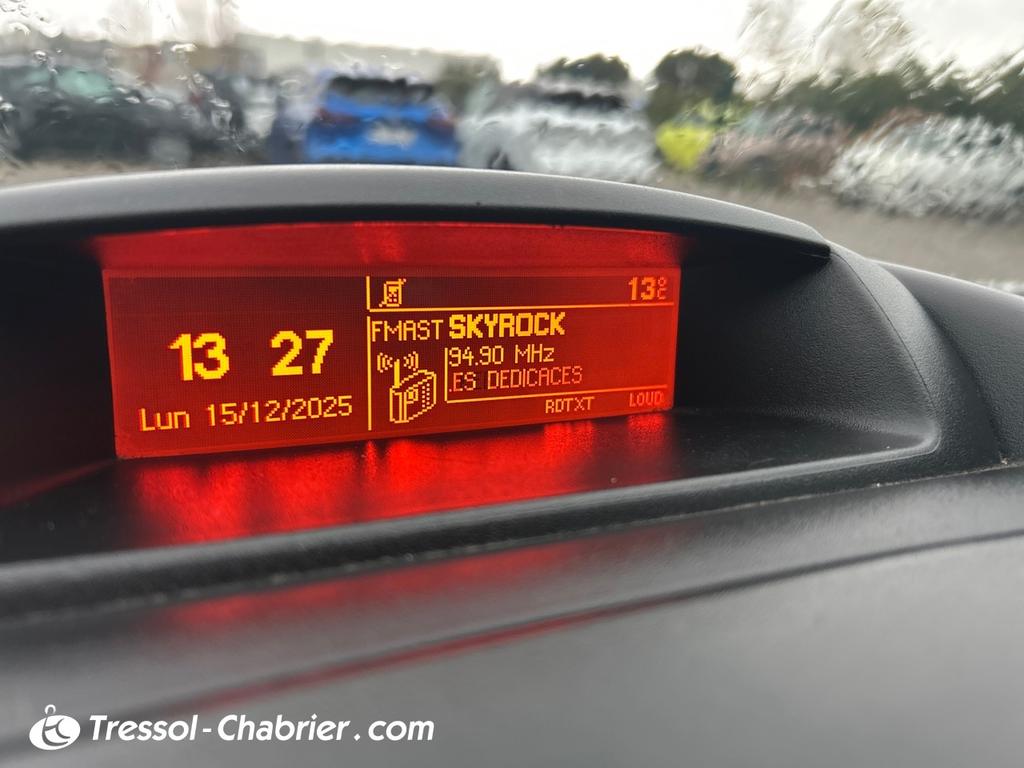 13 27
Lun 15/12/2025
13°C
FMAST SKYROCK
94.90 MHz
.ES DEDICACES
RDTXT LOUD
Tressol-Chabrier.com